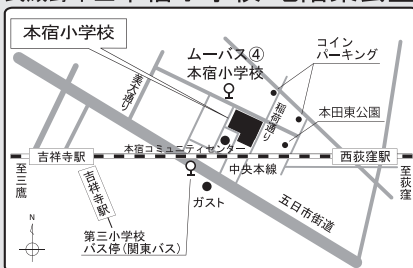 本宿小学校
ムーバス④
本宿小学校
コイン
パーキング
美大通り
稲荷通り
本田東公園
本宿コミュニティセンター
吉祥寺駅
西荻窪駅
至三鷹
至荻窪
中央本線
吉祥寺駅
ガスト
五日市街道
第三小学校
バス停(関東バス)
N